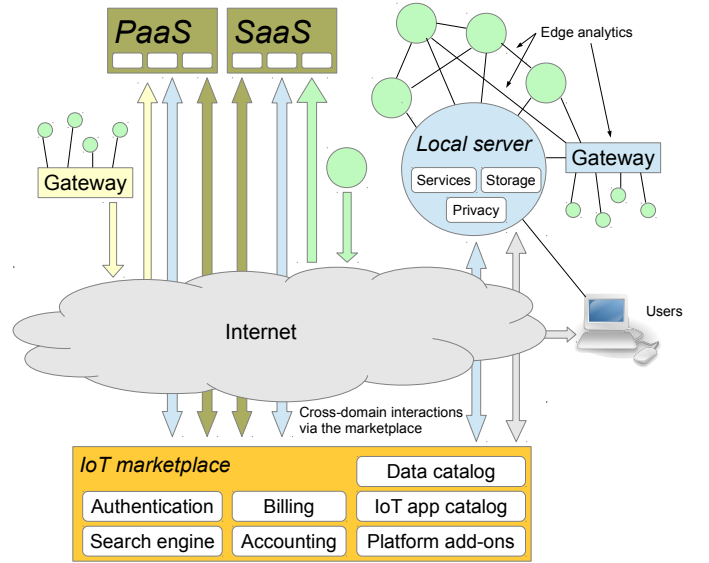 PaaS
SaaS
Edge analytics
Local server
Services
Storage
Privacy
Gateway
Gateway
Internet
Users
Cross-domain interactions
via the marketplace
IoT marketplace
Data catalog
Authentication
Billing
IoT app catalog
Search engine
Accounting
Platform add-ons